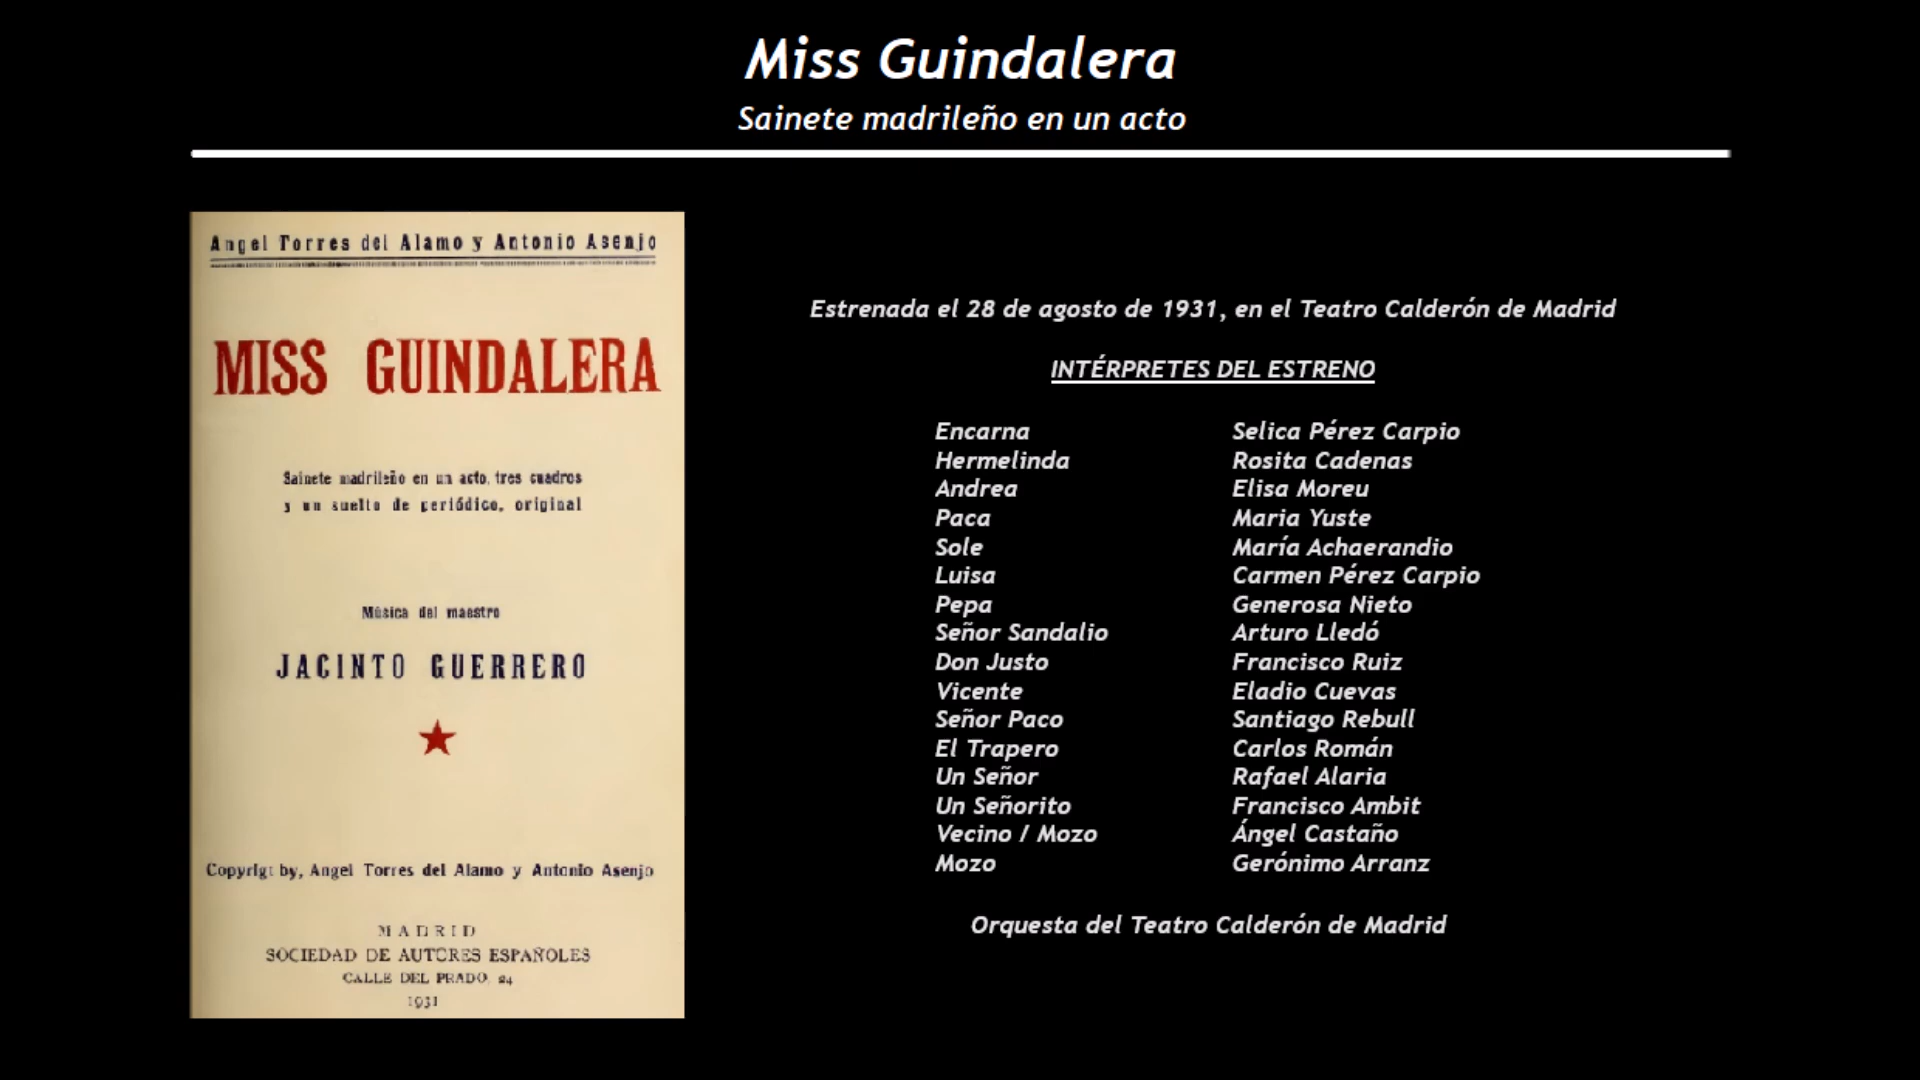 Miss Guindalera
Sainete madrileño en un acto
Angel Torres del Alamo y Antonio Asenjo
MISS GUINDALERA
Sainete madrileño en un acto, tres cuadros
y un suelto de periódico, original
Música del maestro
JACINTO GUERRERO
Copyrigt by, Angel Torres del Alamo y Antonio Asenjo
MADRID
SOCIEDAD DE AUTORES ESPAÑOLES
CALLE DEL PRADO, 24
1931
Estrenada el 28 de agosto de 1931, en el Teatro Calderón de Madrid
INTÉRPRETES DEL ESTRENO
Encarna Selica Pérez Carpio
Hermelinda Rosita Cadenas
Andrea Elisa Moreu
Paca Maria Yuste
Sole María Achaerandio
Luisa Carmen Pérez Carpio
Pepa Generosa Nieto
Señor Sandalio Arturo Lledó
Don Justo Francisco Ruiz
Vicente Eladio Cuevas
Señor Paco Santiago Rebull
El Trapero Carlos Román
Un Señor Rafael Alaria
Un Señorito Francisco Ambit
Vecino / Mozo Ángel Castaño
Mozo Gerónimo Arranz
Orquesta del Teatro Calderón de Madrid